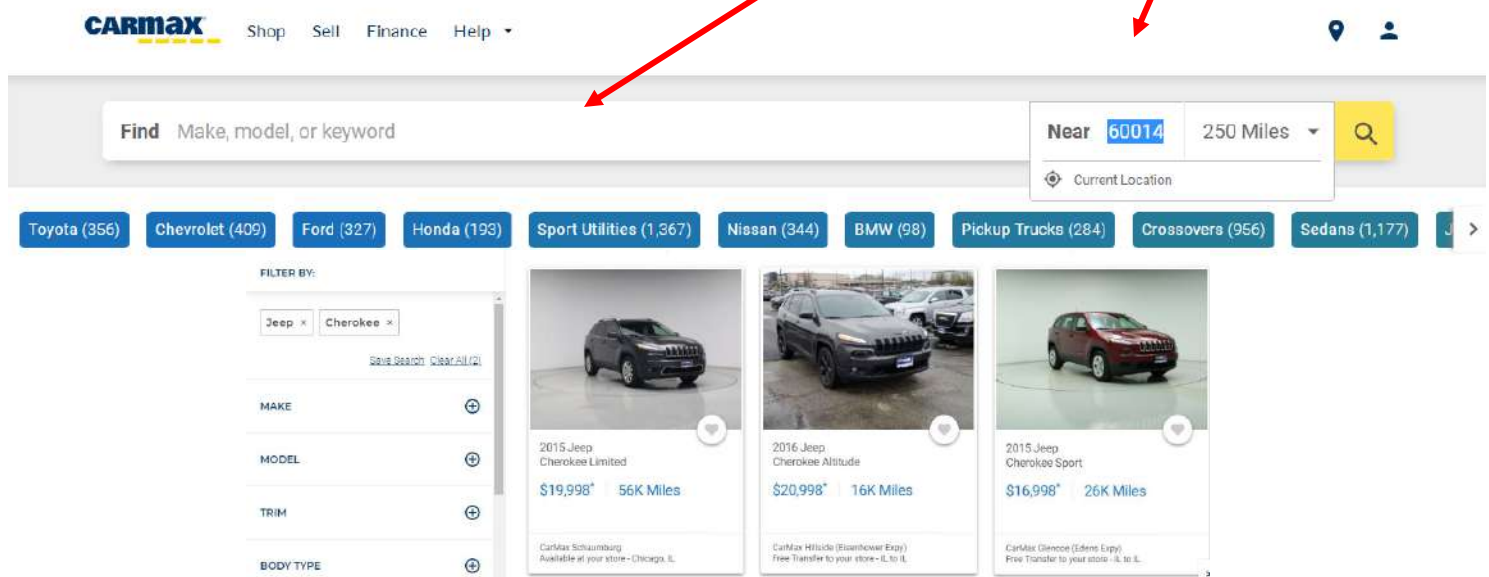 CARMAX Shop Sell Finance Help
Find Make, model, or keyword Near 60014 250 Miles
Current Location
Toyota (356) Chevrolet (409) Ford (327) Honda (193) Sport Utilities (1,367) Nissan (344) BMW (98) Pickup Trucks (284) Crossovers (956) Sedans (1,177) J
FILTER BY:
Jeep × Cherokee ×
Save Search Clear All (2)
MAKE
MODEL
TRIM
BODY TYPE
2015 Jeep
Cherokee Limited
$19,998* 56K Miles
CarMax Schaumburg
Available at your store - Chicago, IL
2016 Jeep
Cherokee Altitude
$20,998* 16K Miles
CarMax Hillside (Eisenhower Expy)
Free Transfer to your store - IL to IL
2015 Jeep
Cherokee Sport
$16,998* 26K Miles
CarMax Glencoe (Edens Expy)
Free Transfer to your store - IL to IL